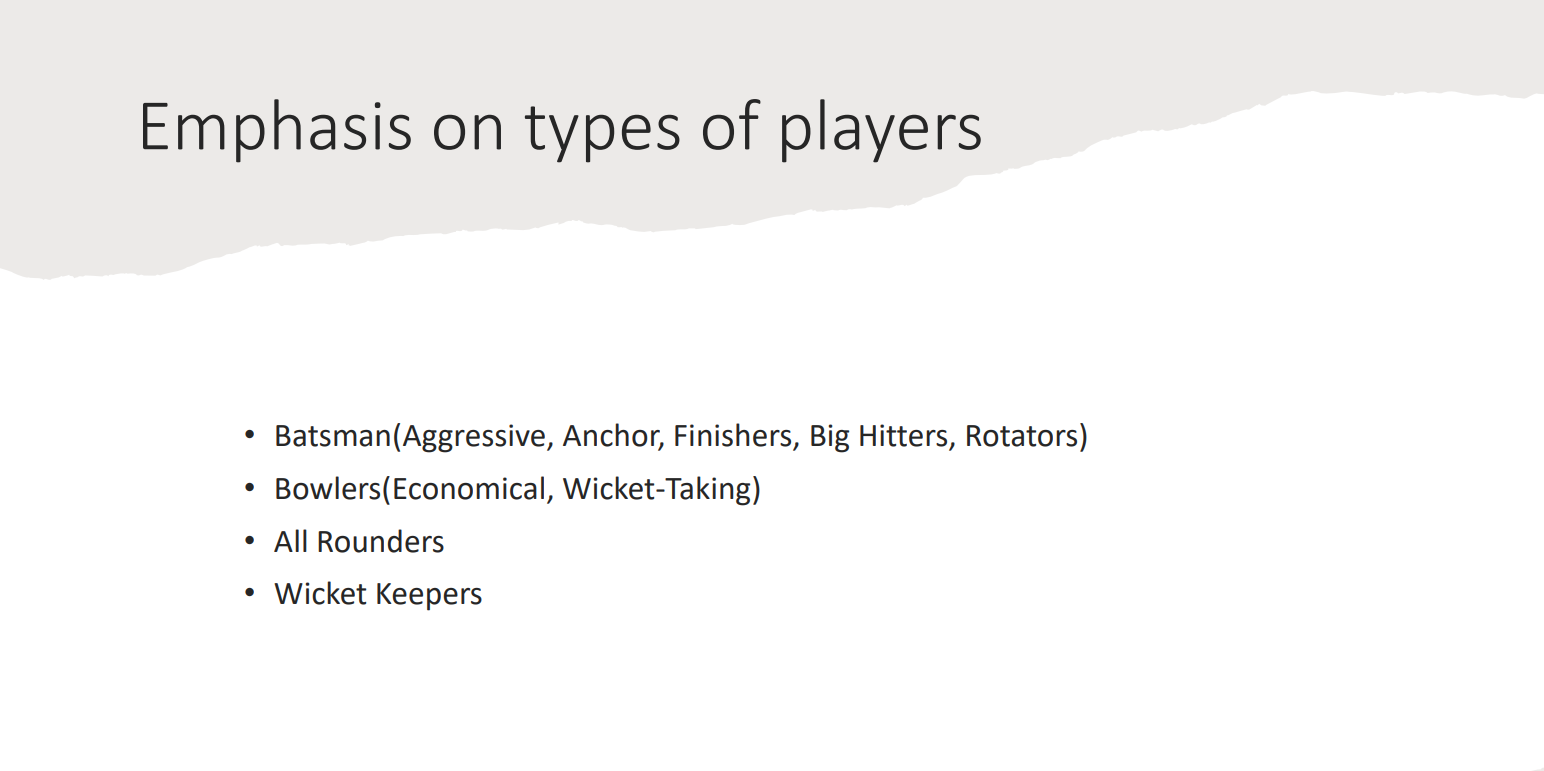 Emphasis on types of players
• Batsman(Aggressive, Anchor, Finishers, Big Hitters, Rotators)
• Bowlers(Economical, Wicket-Taking)
• All Rounders
• Wicket Keepers